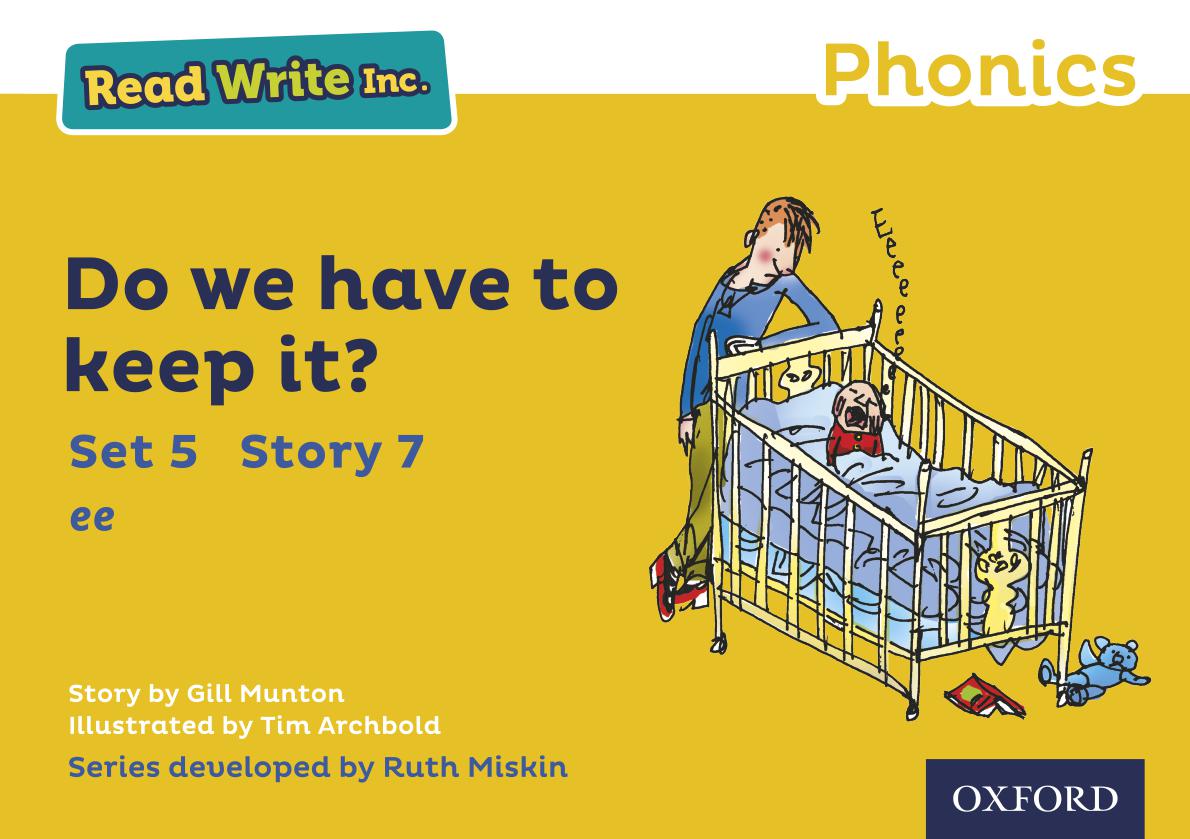 Read Write Inc.
Phonics
Do we have to
keep it?
Set 5 Story 7
ee
Eeeeeeee
Story by Gill Munton
Illustrated by Tim Archbold
Series developed by Ruth Miskin
OXFORD